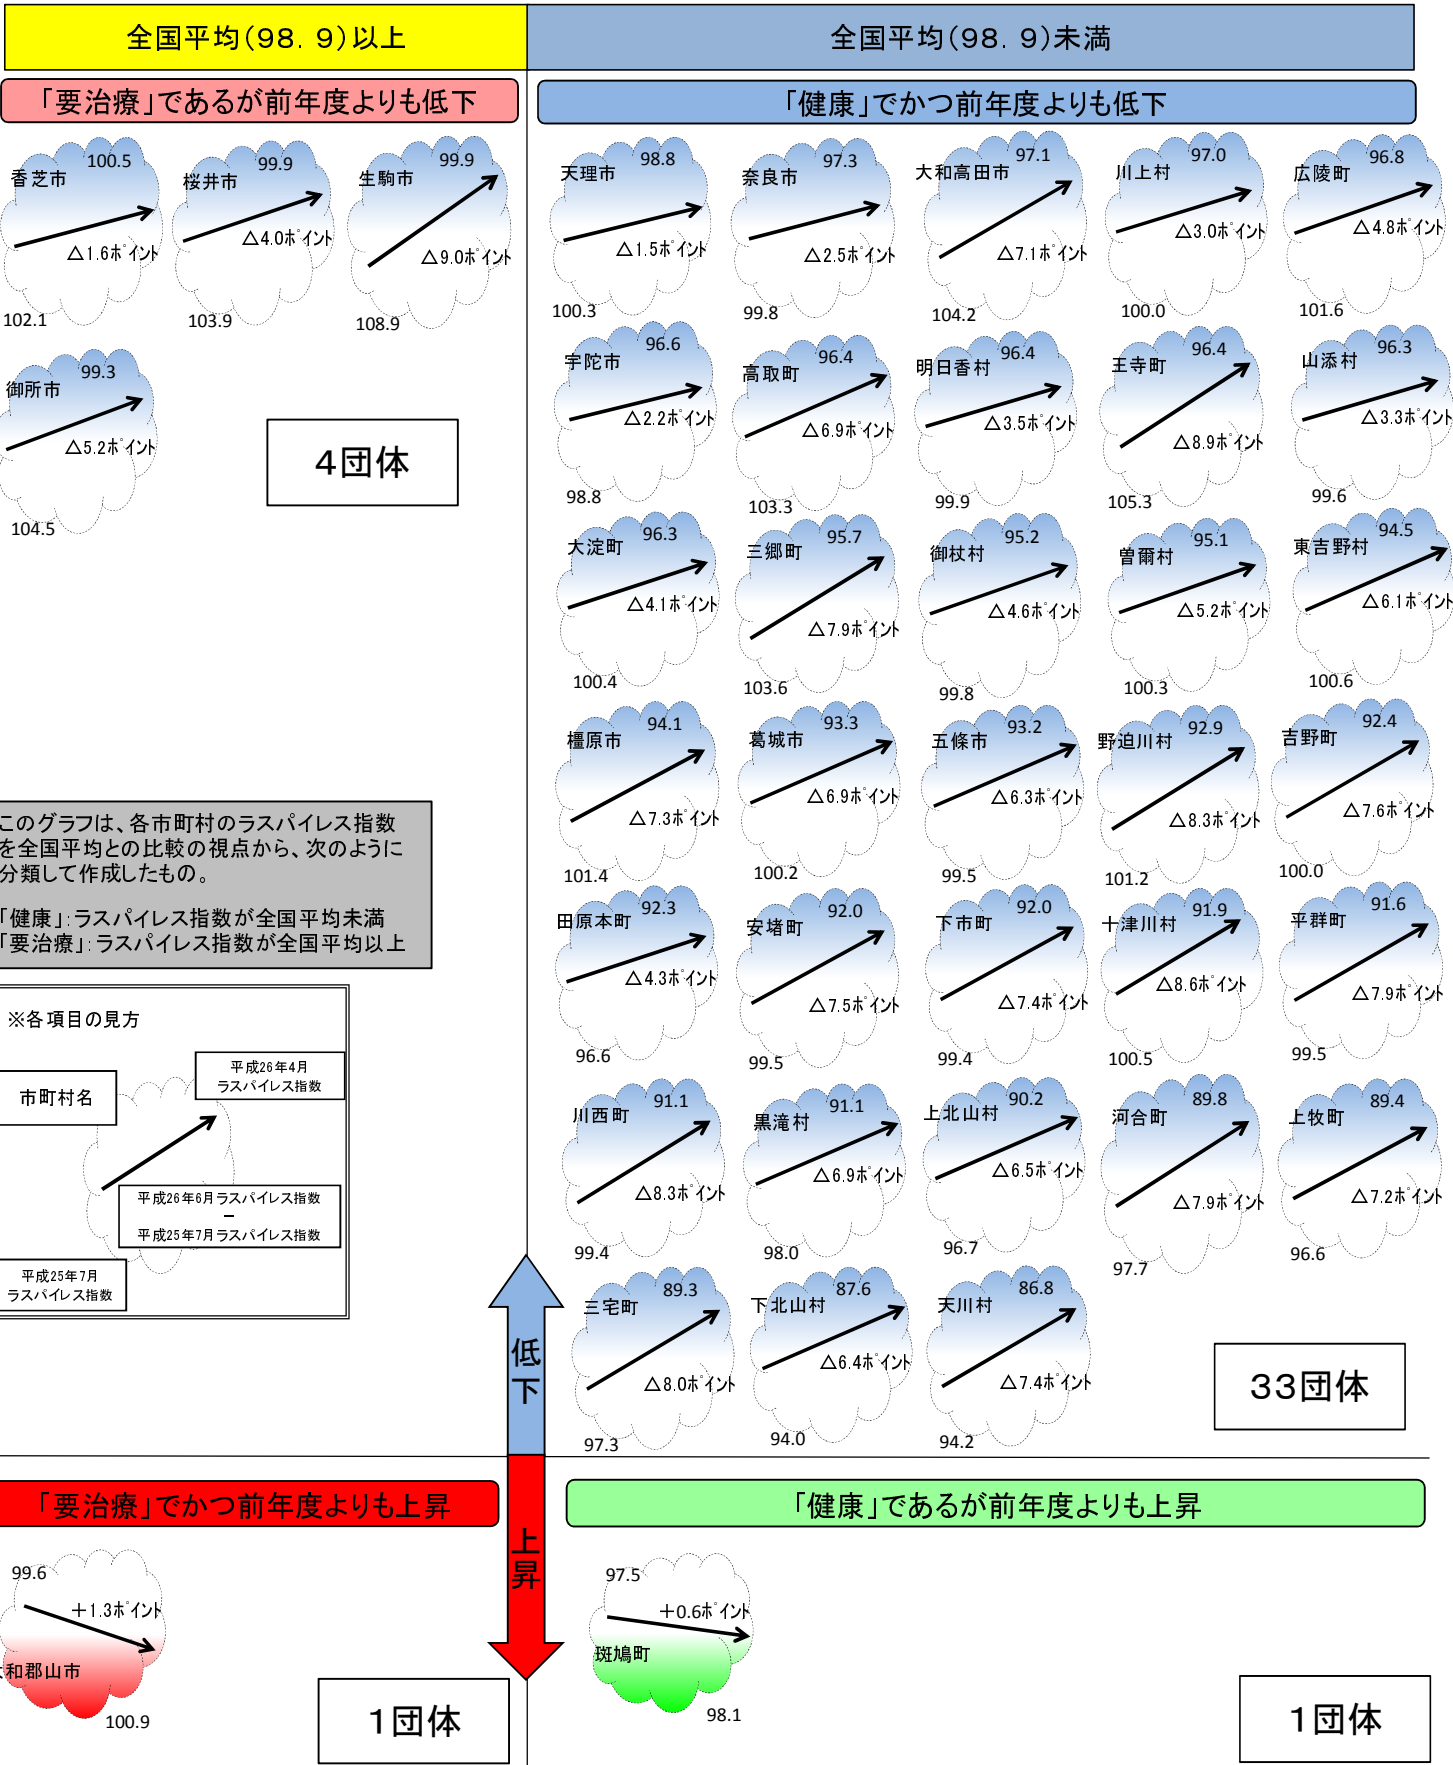 全国平均(98.9)以上
全国平均(98.9)未満
「要治療」であるが前年度よりも低下
「健康」でかつ前年度よりも低下
香芝市
100.5
△1.6ポイント
102.1
桜井市
99.9
△4.0ポイント
103.9
生駒市
99.9
△9.0ポイント
108.9
御所市
99.3
△5.2ポイント
104.5
4団体
天理市
98.8
△1.5ポイント
100.3
奈良市
97.3
△2.5ポイント
99.8
大和高田市
97.1
△7.1ポイント
104.2
川上村
97.0
△3.0ポイント
100.0
広陵町
96.8
△4.8ポイント
101.6
宇陀市
96.6
△2.2ポイント
98.8
高取町
96.4
△6.9ポイント
103.3
明日香村
96.4
△3.5ポイント
99.9
王寺町
96.4
△8.9ポイント
105.3
山添村
96.3
△3.3ポイント
99.6
大淀町
96.3
△4.1ポイント
100.4
三郷町
95.7
△7.9ポイント
103.6
御杖村
95.2
△4.6ポイント
99.8
曽爾村
95.1
△5.2ポイント
100.3
東吉野村
94.5
△6.1ポイント
100.6
橿原市
94.1
△7.3ポイント
101.4
葛城市
93.3
△6.9ポイント
100.2
五條市
93.2
△6.3ポイント
99.5
野迫川村
92.9
△8.3ポイント
101.2
吉野町
92.4
△7.6ポイント
100.0
田原本町
92.3
△4.3ポイント
96.6
安堵町
92.0
△7.5ポイント
99.5
下市町
92.0
△7.4ポイント
99.4
十津川村
91.9
△8.6ポイント
100.5
平群町
91.6
△7.9ポイント
99.5
川西町
91.1
△8.3ポイント
99.4
黒滝村
91.1
△6.9ポイント
98.0
上北山村
90.2
△6.5ポイント
96.7
河合町
89.8
△7.9ポイント
97.7
上牧町
89.4
△7.2ポイント
96.6
三宅町
89.3
△8.0ポイント
97.3
下北山村
87.6
△6.4ポイント
94.0
天川村
86.8
△7.4ポイント
94.2
33団体
このグラフは、各市町村のラスパイレス指数
を全国平均との比較の視点から、次のように
分類して作成したもの。
「健康」:ラスパイレス指数が全国平均未満
「要治療」:ラスパイレス指数が全国平均以上
※各項目の見方
市町村名
平成26年4月
ラスパイレス指数
平成26年6月ラスパイレス指数
－
平成25年7月ラスパイレス指数
平成25年7月
ラスパイレス指数
低下
上昇
「要治療」でかつ前年度よりも上昇
「健康」であるが前年度よりも上昇
99.6
+1.3ポイント
和郡山市
100.9
1団体
97.5
+0.6ポイント
斑鳩町
98.1
1団体